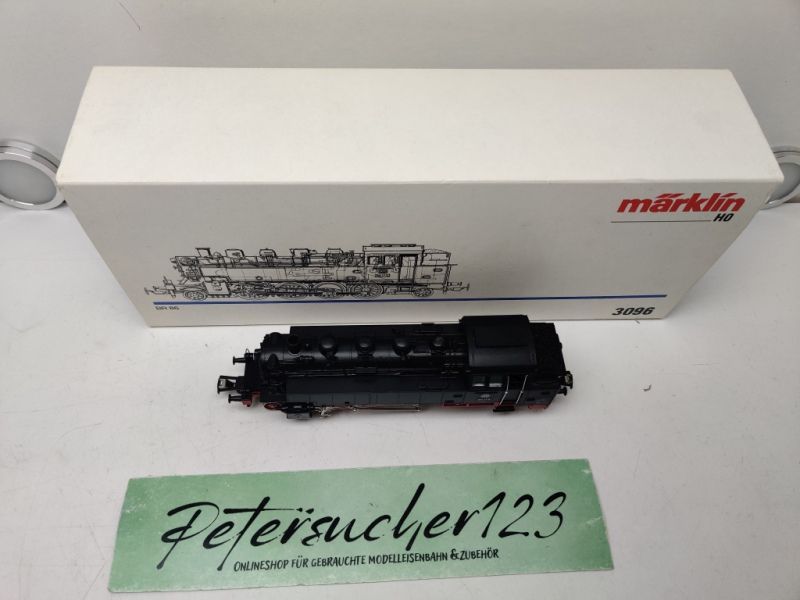 märklin
HO
BR 86
3096
Petersucher123
ONLINESHOP FÜR GEBRAUCHTE MODELLEISENBAHN & ZUBEHÖR